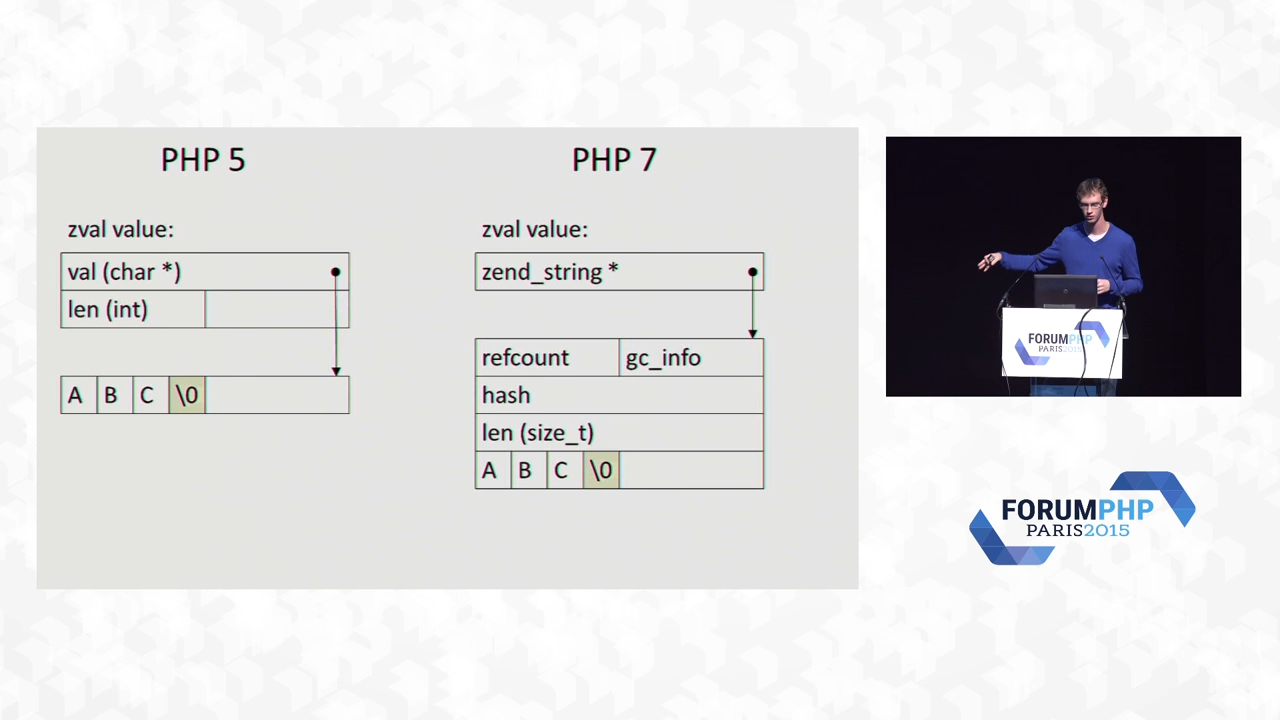 PHP 5
zval value:
val (char *)
len (int)
A B C \0
PHP 7
zval value:
zend_string *
refcount gc_info
hash
len (size_t)
A B C \0
FORUMPHP
PARIS2015
FORUMPHP
PARIS2015